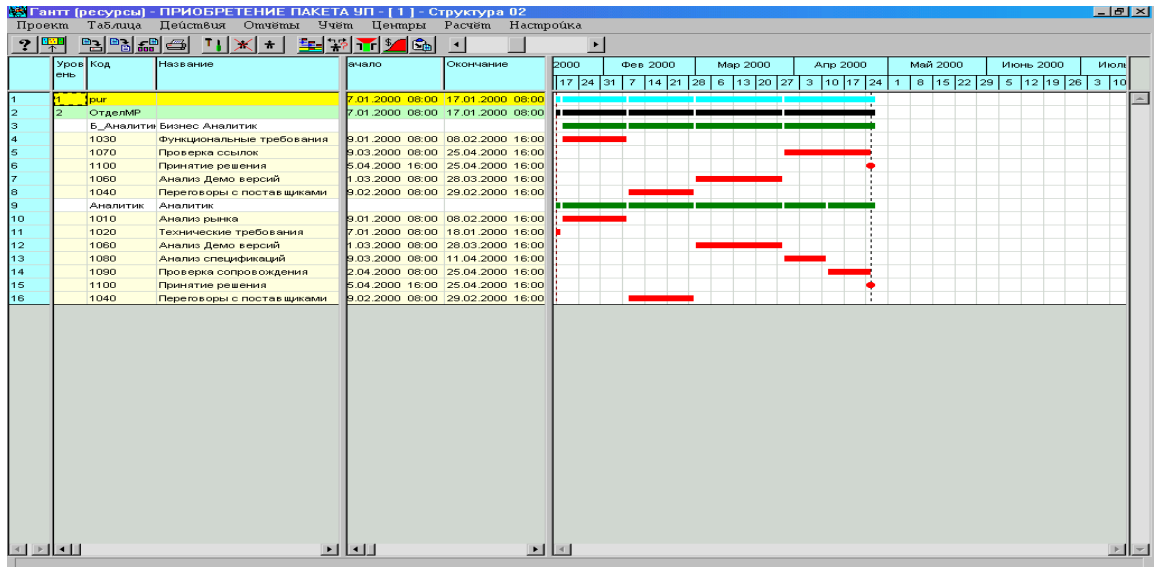 Гантт (ресурсы) - ПРИОБРЕТЕНИЕ ПАКЕТА УП - [ 1 ] - Структура 02
Проект Таблица Действия Отчёты Учёт Центры Расчёт Настройка
Уров ень Код Название ачало Окончание 2000 Фев 2000 Мар 2000 Апр 2000 Май 2000 Июнь 2000 Июль
17 24 31 7 14 21 28 6 13 20 27 3 10 17 24 1 8 15 22 29 5 12 19 26 3 10
1 1 pur 7.01.2000 08:00 17.01.2000 08:00
2 2 ОтделМР 7.01.2000 08:00 17.01.2000 08:00
3 Б_Аналитик Бизнес Аналитик
4 1030 Функциональные требования 9.01.2000 08:00 08.02.2000 16:00
5 1070 Проверка ссылок 9.03.2000 08:00 25.04.2000 16:00
6 1100 Принятие решения 5.04.2000 16:00 25.04.2000 16:00
7 1060 Анализ Демо версий 1.03.2000 08:00 28.03.2000 16:00
8 1040 Переговоры с поставщиками 9.02.2000 08:00 29.02.2000 16:00
9 Аналитик Аналитик
10 1010 Анализ рынка 9.01.2000 08:00 08.02.2000 16:00
11 1020 Технические требования 7.01.2000 08:00 18.01.2000 16:00
12 1060 Анализ Демо версий 1.03.2000 08:00 28.03.2000 16:00
13 1080 Анализ спецификаций 9.03.2000 08:00 11.04.2000 16:00
14 1090 Проверка сопровождения 2.04.2000 08:00 25.04.2000 16:00
15 1100 Принятие решения 5.04.2000 16:00 25.04.2000 16:00
16 1040 Переговоры с поставщиками 9.02.2000 08:00 29.02.2000 16:00